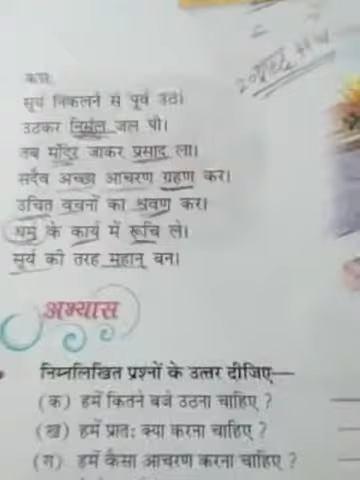 सूर्य निकलने से पूर्व उठो।
उठकर निर्मल जल पी।
तब मंदिर जाकर प्रसाद ला।
सदैव अच्छा आचरण ग्रहण कर।
उचित वचनों का श्रवण कर।
धर्म के कार्य में रूचि ले।
सूर्य की तरह महान् बन।
अभ्यास
निम्नलिखित प्रश्नों के उत्तर दीजिए—
(क) हमें कितने बजे उठना चाहिए ?
(ख) हमें प्रातः क्या करना चाहिए ?
(ग) हमें कैसा आचरण करना चाहिए ?